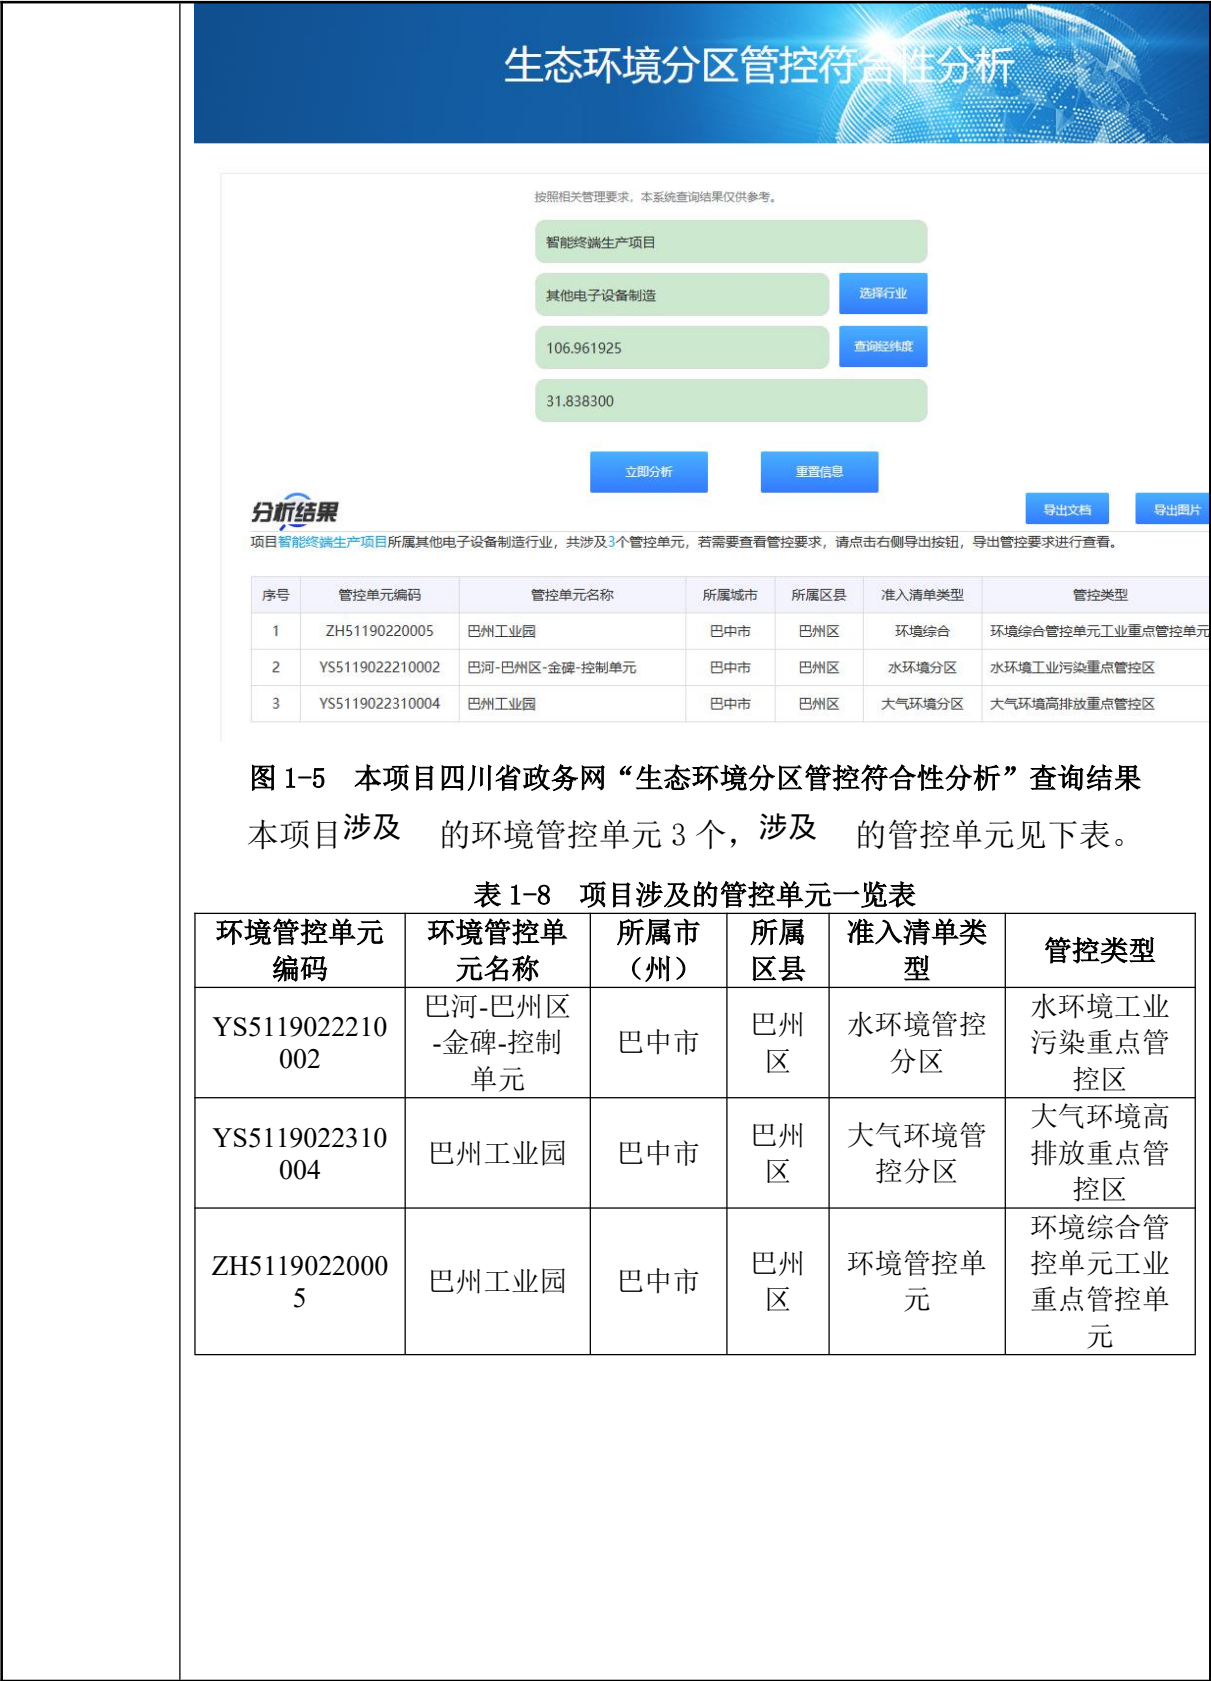 生态环境分区管控符合性分析
按照相关管理要求，本系统查询结果仅供参考。
智能终端生产项目
其他电子设备制造 选择行业
106.961925 查询经纬度
31.838300
立即分析 重置信息
分析结果 导出文档 导出图片
项目智能终端生产项目所属其他电子设备制造行业，共涉及3个管控单元，若需要查看管控要求，请点击右侧导出按钮，导出管控要求进行查看。
序号 管控单元编码 管控单元名称 所属城市 所属区县 准入清单类型 管控类型
1 ZH51190220005 巴州工业园 巴中市 巴州区 环境综合 环境综合管控单元工业重点管控单元
2 YS5119022210002 巴河-巴州区-金碑-控制单元 巴中市 巴州区 水环境分区 水环境工业污染重点管控区
3 YS5119022310004 巴州工业园 巴中市 巴州区 大气环境分区 大气环境高排放重点管控区
图 1-5 本项目四川省政务网“生态环境分区管控符合性分析”查询结果
本项目涉及 的环境管控单元 3 个，涉及 的管控单元见下表。
表 1-8 项目涉及的管控单元一览表
环境管控单元
编码
环境管控单
元名称
所属市
（州）
所属
区县
准入清单类
型
管控类型
YS5119022210
002
巴河-巴州区
-金碑-控制
单元
巴中市
巴州
区
水环境管控
分区
水环境工业
污染重点管
控区
YS5119022310
004
巴州工业园
巴中市
巴州
区
大气环境管
控分区
大气环境高
排放重点管
控区
ZH5119022000
5
巴州工业园
巴中市
巴州
区
环境管控单
元
环境综合管
控单元工业
重点管控单
元